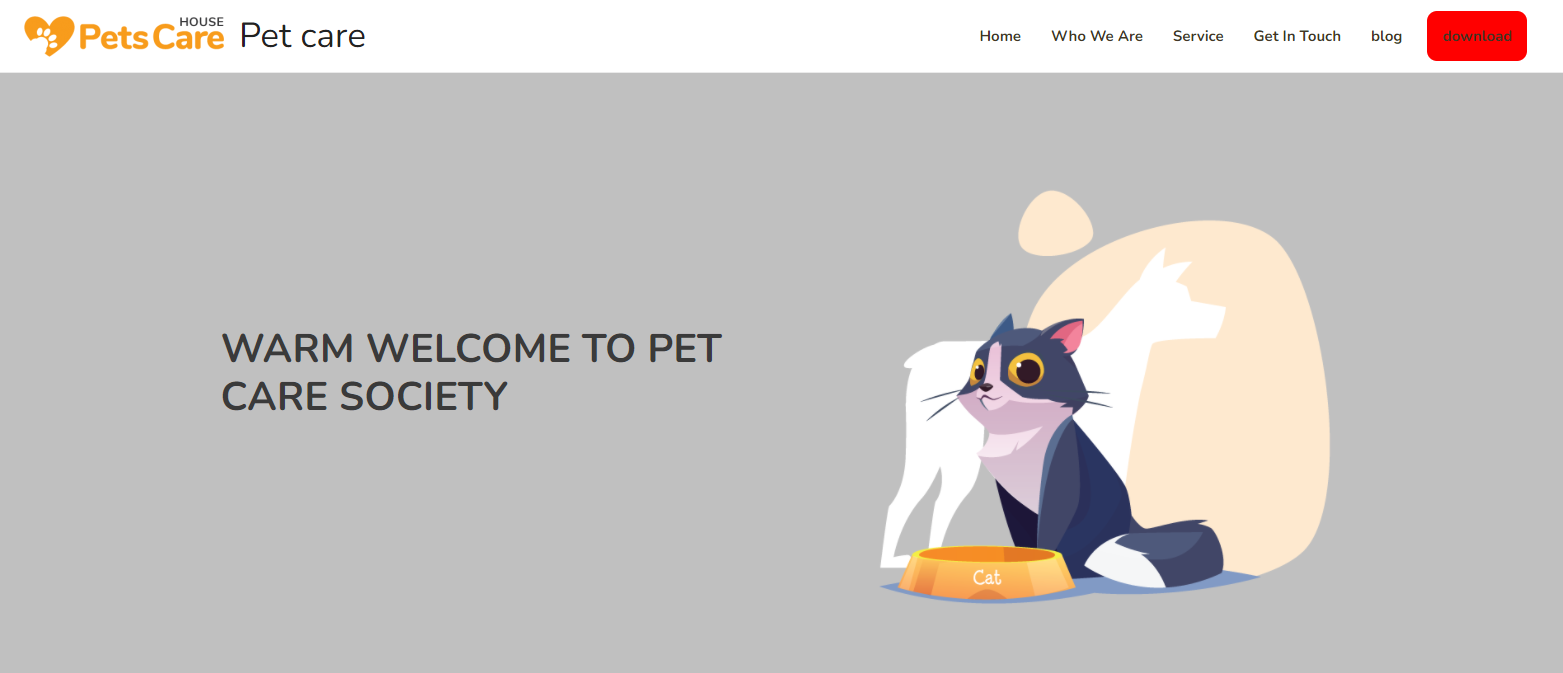 HOUSE
Pets Care Pet care
Home Who We Are Service Get In Touch blog download
WARM WELCOME TO PET
CARE SOCIETY
Cat